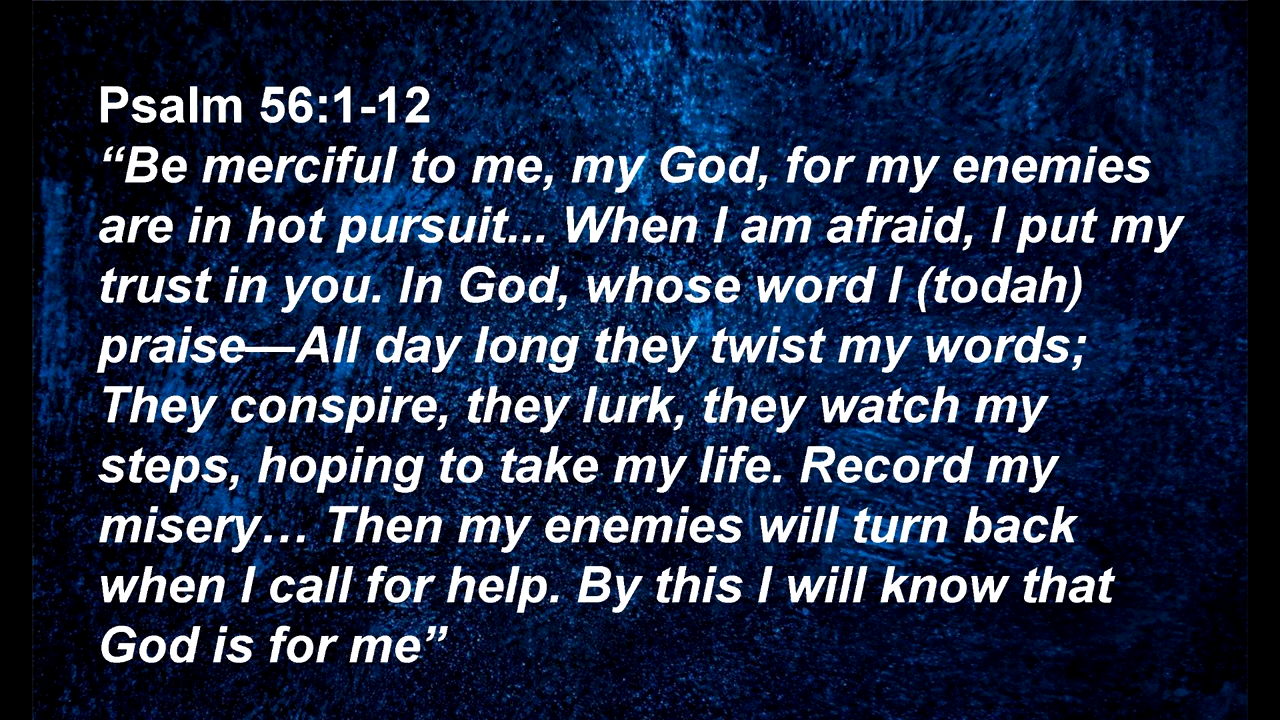 Psalm 56:1-12
“Be merciful to me, my God, for my enemies
are in hot pursuit... When I am afraid, I put my
trust in you. In God, whose word I (todah)
praise—All day long they twist my words;
They conspire, they lurk, they watch my
steps, hoping to take my life. Record my
misery… Then my enemies will turn back
when I call for help. By this I will know that
God is for me”